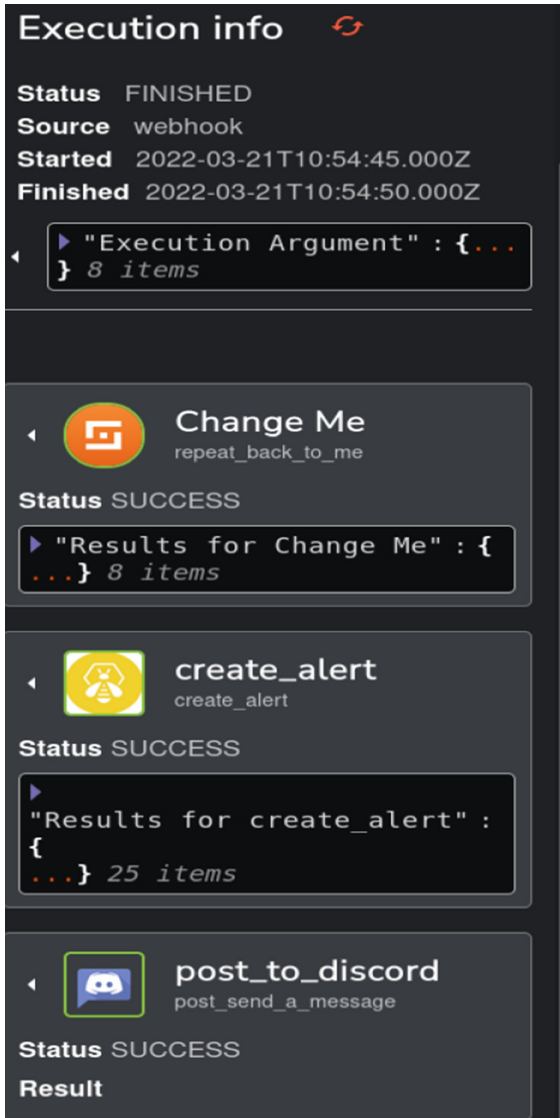 Execution info
Status FINISHED
Source webhook
Started 2022-03-21T10:54:45.000Z
Finished 2022-03-21T10:54:50.000Z
"Execution Argument" : {...
} 8 items
Change Me
repeat_back_to_me
Status SUCCESS
"Results for Change Me" : {
...} 8 items
create_alert
create_alert
Status SUCCESS
"Results for create_alert" :
{
...} 25 items
post_to_discord
post_send_a_message
Status SUCCESS
Result